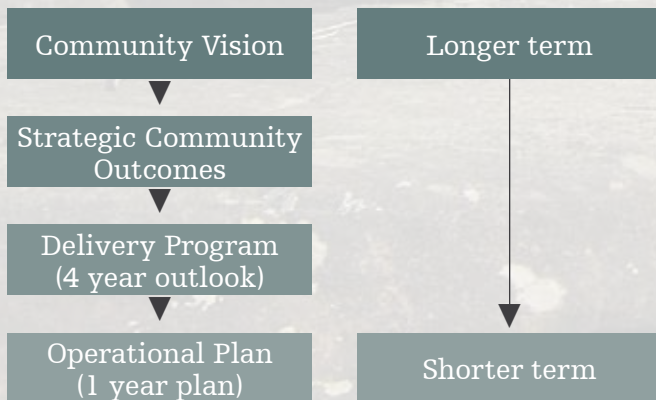 Community Vision
Strategic Community
Outcomes
Delivery Program
(4 year outlook)
Operational Plan
(1 year plan)
Longer term
Shorter term